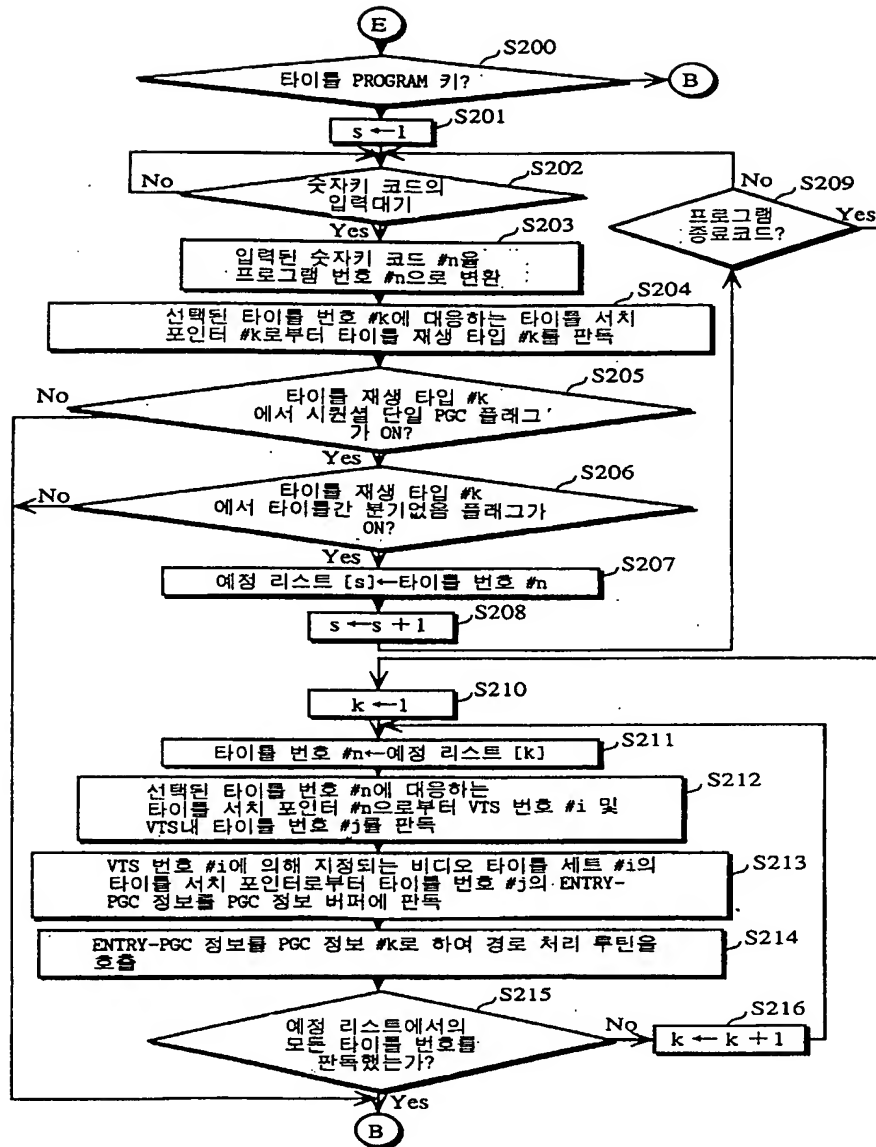 E
S200
타이틀 PROGRAM 키?
B
S201
s ←1
S202
No
숫자키 코드의
입력대기
Yes
S209
No
프로그램
종료코드?
Yes
S203
입력된 숫자키 코드 #n을
프로그램 번호 #n으로 변환
S204
선택된 타이틀 번호 #k에 대응하는 타이틀 서치
포인터 #k로부터 타이틀 재생 타입 #k를 판독
S205
No
타이틀 재생 타입 #k
에서 시퀀셜 단일 PGC 플래그
가 ON?
Yes
S206
No
타이틀 재생 타입 #k
에서 타이틀간 분기없음 플래그가
ON?
Yes
S207
예정 리스트 [s]←타이틀 번호 #n
S208
s ←s +1
S210
k ←1
S211
타이틀 번호 #n←예정 리스트 [k]
S212
선택된 타이틀 번호 #n에 대응하는
타이틀 서치 포인터 #n으로부터 VTS 번호 #i 및
VTS내 타이틀 번호 #j를 판독
S213
VTS 번호 #i에 의해 지정되는 비디오 타이틀 세트 #i의
타이틀 서치 포인터로부터 타이틀 번호 #j의 ENTRY-
PGC 정보를 PGC 정보 버퍼에 판독
S214
ENTRY-PGC 정보를 PGC 정보 #k로 하여 경로 처리 루틴을
호출
S215
예정 리스트에서의
모든 타이틀 번호를
판독했는가?
No
S216
k ← k +1
Yes
B